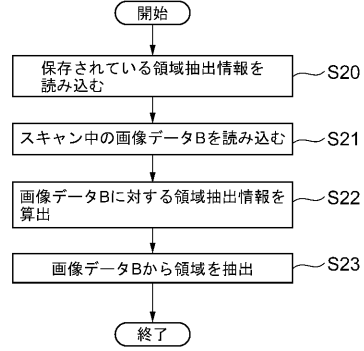 開始
保存されている領域抽出情報を
読み込む
S20
スキャン中の画像データBを読み込む
S21
画像データBに対する領域抽出情報を
算出
S22
画像データBから領域を抽出
S23
終了